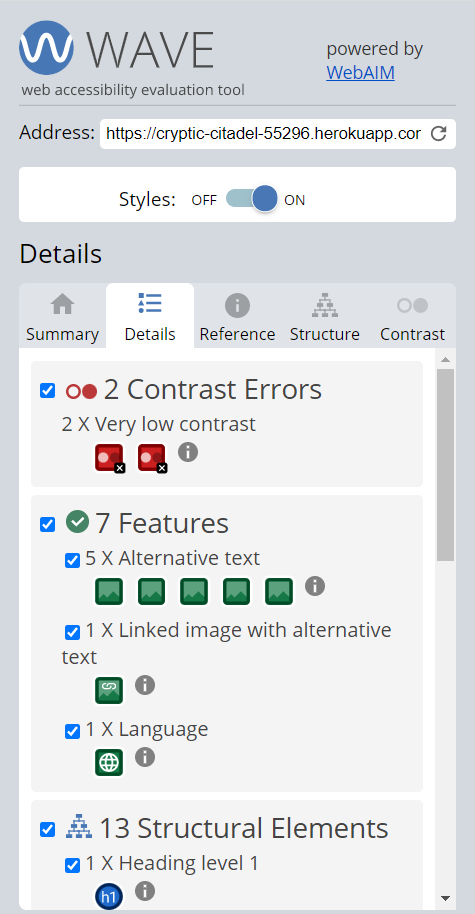 WAVE
web accessibility evaluation tool
powered by
WebAIM
Address: https://cryptic-citadel-55296.herokuapp.cor
Styles: OFF ON
Details
Summary Details Reference Structure Contrast
2 Contrast Errors
2 X Very low contrast
7 Features
5 X Alternative text
1 X Linked image with alternative
text
1 X Language
13 Structural Elements
1 X Heading level 1
h1